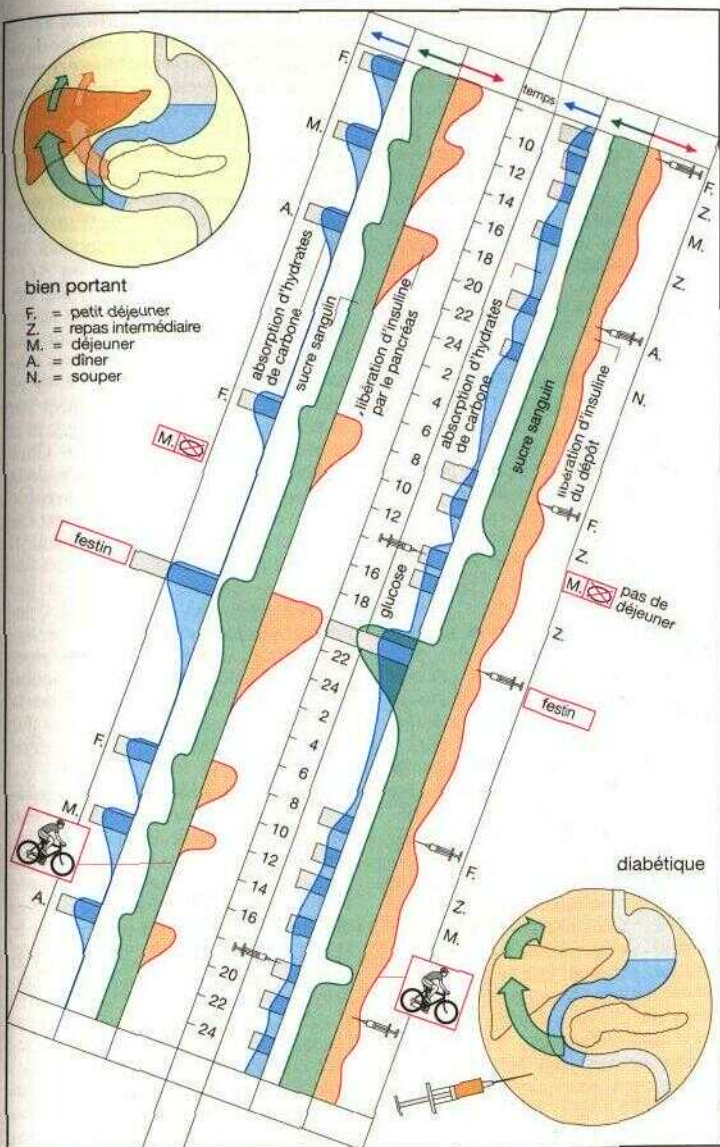 bien portant
F. = petit déjeuner
Z. = repas intermédiaire
M. = déjeuner
A. = dîner
N. = souper
F.
M.
A.
F.
M.
festin
F.
M.
A.
absorption d'hydrates
de carbone
sucre sanguin
libération d'insuline
par le pancréas
temps
10
12
14
16
18
20
22
24
2
4
6
8
10
12
16
18
22
24
2
4
6
8
10
12
14
16
20
22
24
absorption d'hydrates
de carbone
glucose
sucre sanguin
libération d'insuline
du dépôt
F.
Z.
M.
Z.
A.
N.
F.
Z.
M.
pas de
déjeuner
Z.
festin
F.
Z.
M.
diabétique